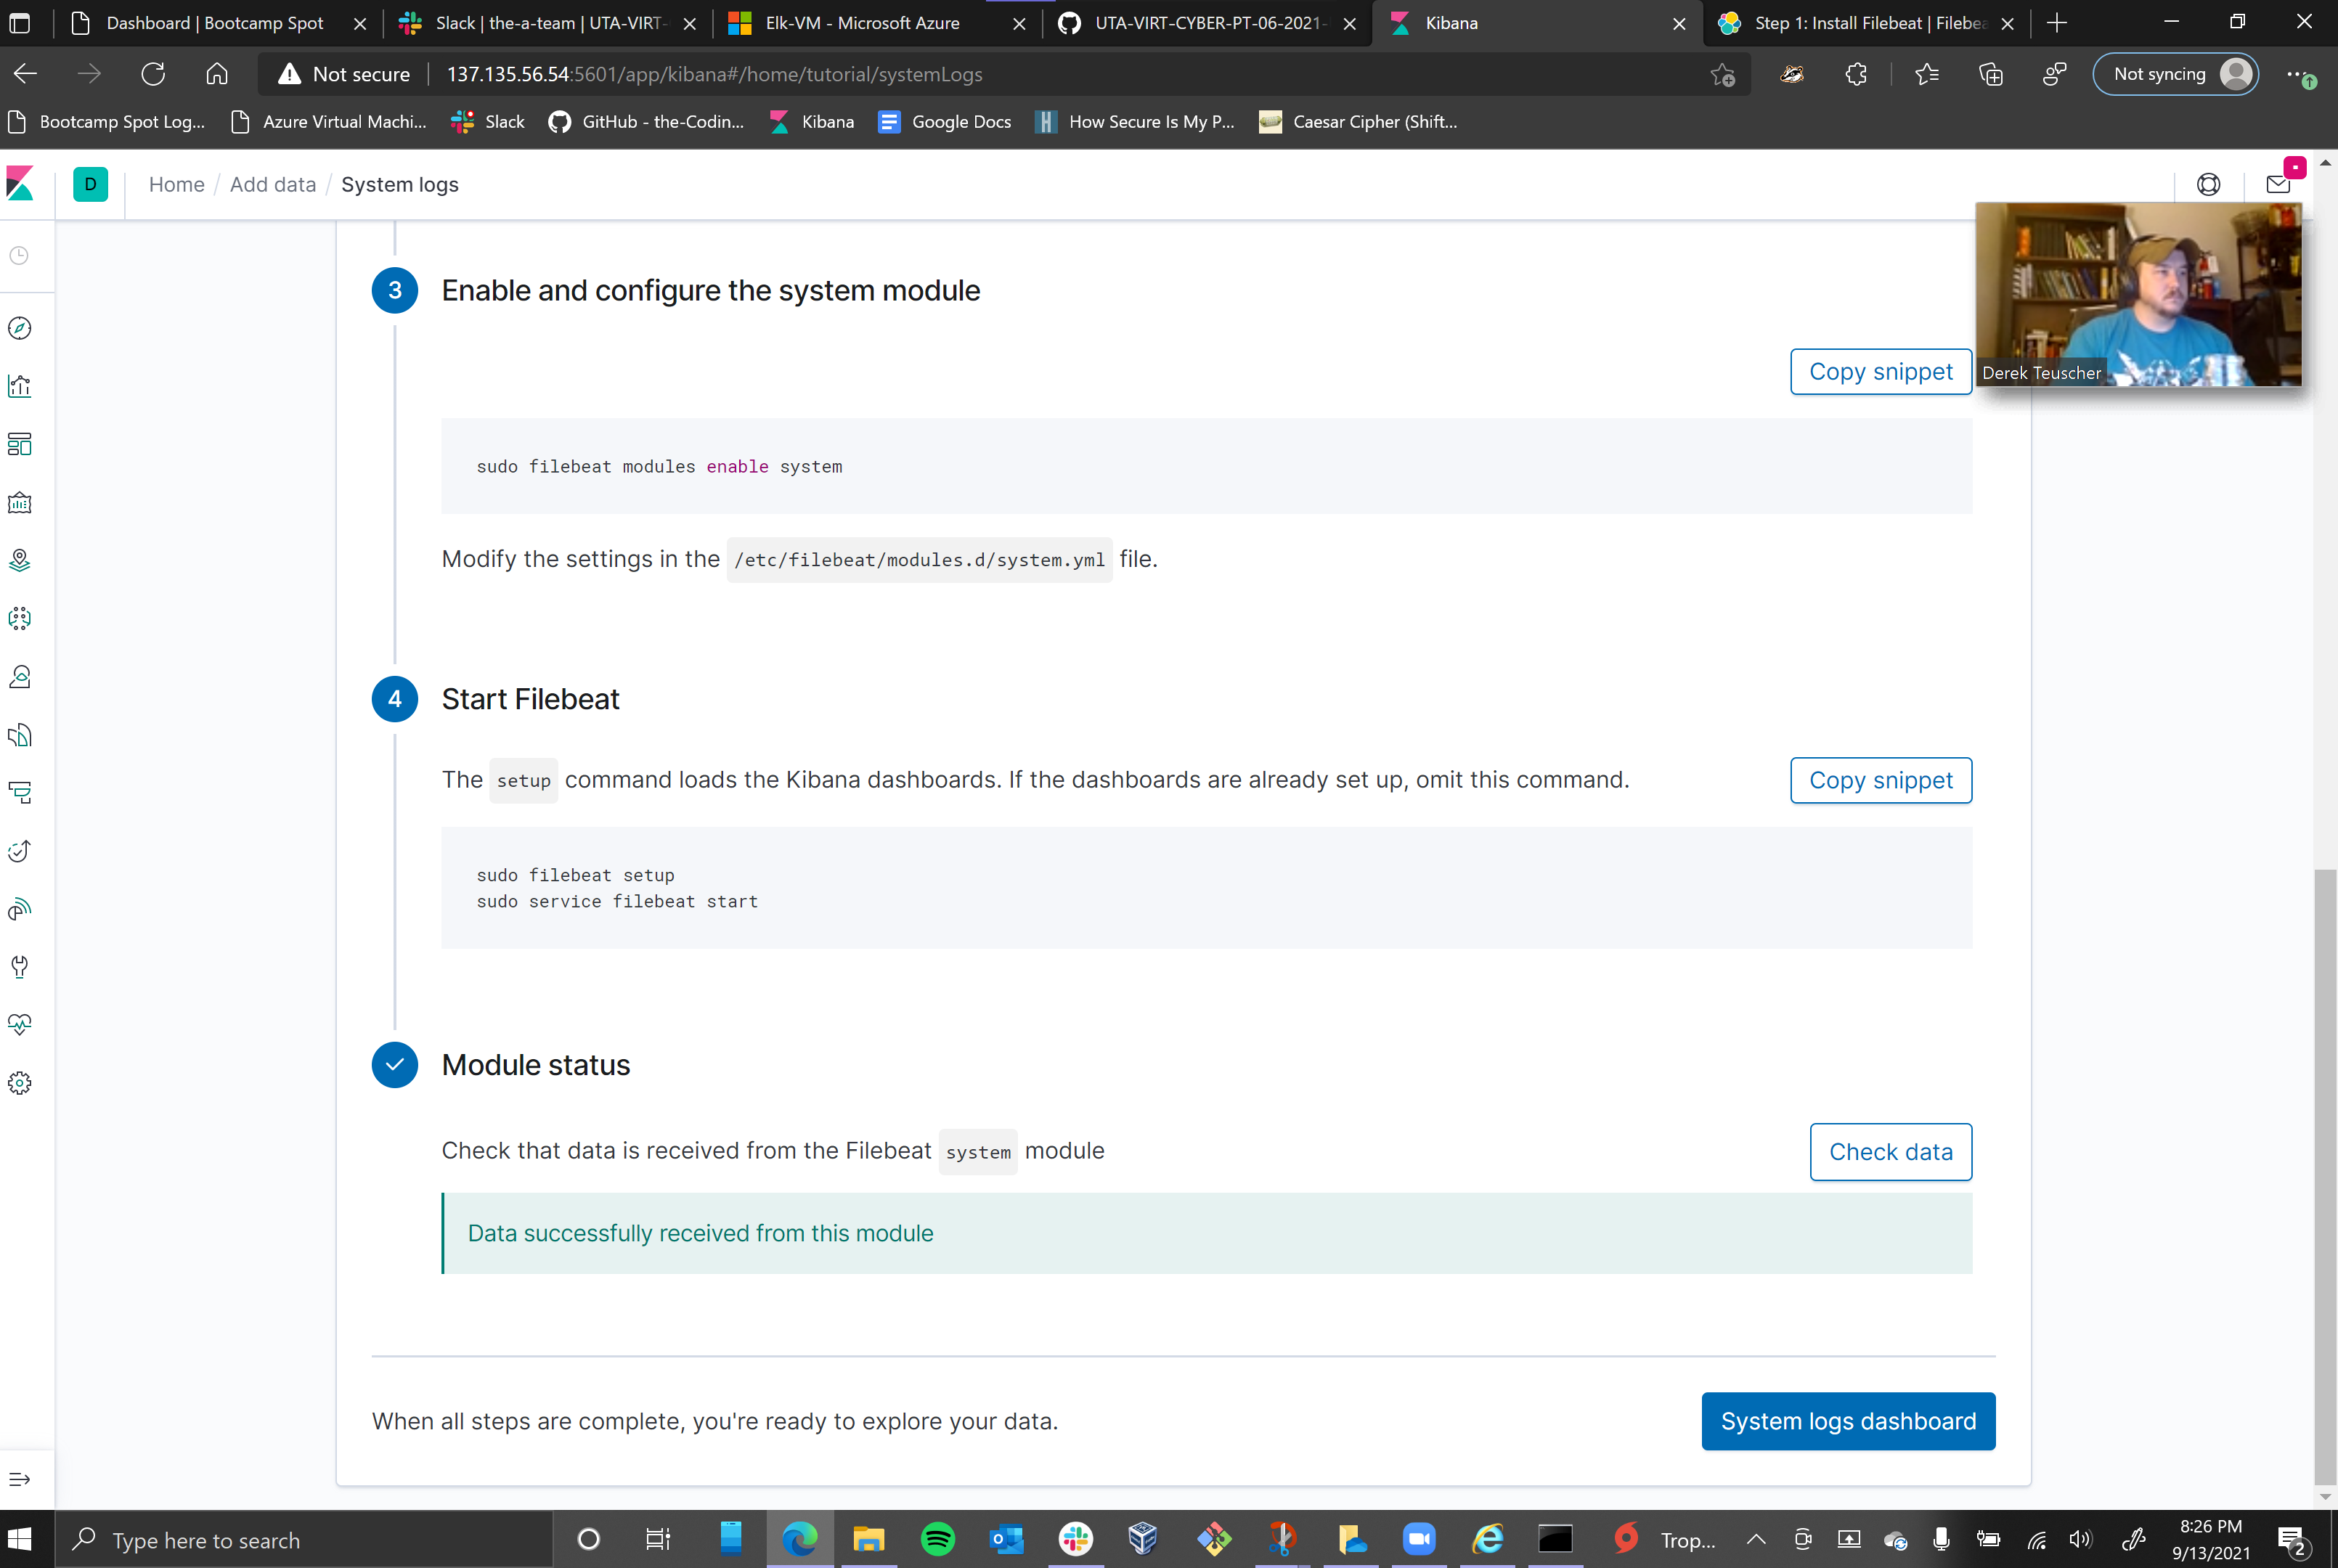 Dashboard | Bootcamp Spot
Slack | the-a-team | UTA-VIRT-
Elk-VM - Microsoft Azure
UTA-VIRT-CYBER-PT-06-2021-
Kibana
Step 1: Install Filebeat | Filebea
Not secure
137.135.56.54:5601/app/kibana#/home/tutorial/systemLogs
Not syncing
Bootcamp Spot Log...
Azure Virtual Machi...
Slack
GitHub - the-Codin...
Kibana
Google Docs
How Secure Is My P...
Caesar Cipher (Shift...
D
Home / Add data / System logs
3
Enable and configure the system module
Copy snippet
Derek Teuscher
sudo filebeat modules enable system
Modify the settings in the /etc/filebeat/modules.d/system.yml file.
4
Start Filebeat
The setup command loads the Kibana dashboards. If the dashboards are already set up, omit this command.
Copy snippet
sudo filebeat setup
sudo service filebeat start
Module status
Check that data is received from the Filebeat system module
Check data
Data successfully received from this module
When all steps are complete, you're ready to explore your data.
System logs dashboard
Type here to search
Trop...
8:26 PM
9/13/2021
2